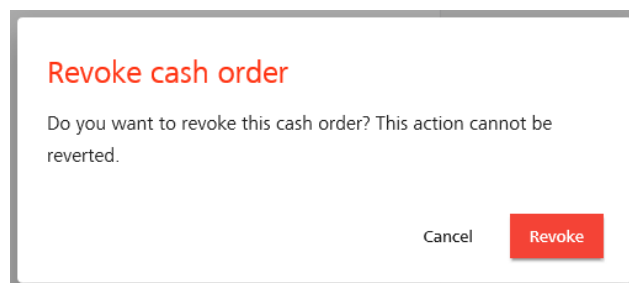 Revoke cash order
Do you want to revoke this cash order? This action cannot be
reverted.
Cancel
Revoke